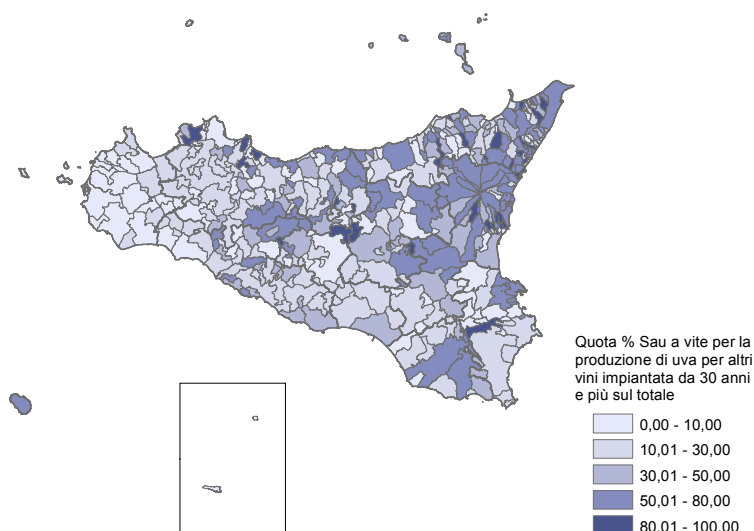 Quota % Sau a vite per la
produzione di uva per altri
vini impiantata da 30 anni
e più sul totale
0,00 - 10,00
10,01 - 30,00
30,01 - 50,00
50,01 - 80,00
80,01 - 100,00